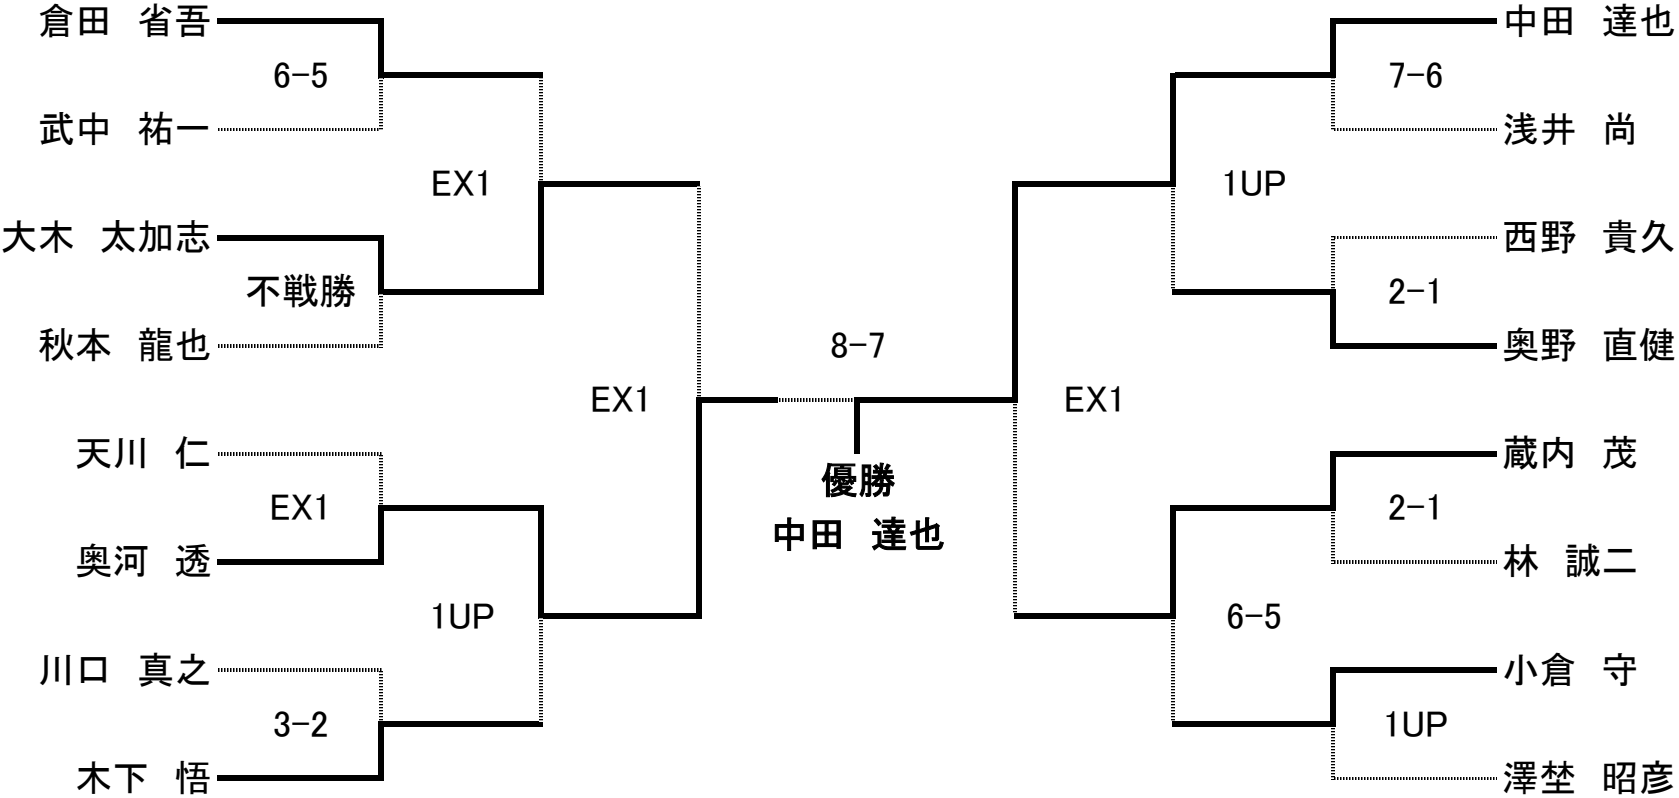 倉田　省吾
6-5
武中　祐一
EX1
大木　太加志
不戦勝
秋本　龍也
EX1
天川　仁
EX1
奥河　透
1UP
川口　真之
3-2
木下　悟
8-7
優勝
中田　達也
中田　達也
7-6
浅井　尚
1UP
西野　貴久
2-1
奥野　直健
EX1
蔵内　茂
2-1
林　誠二
6-5
小倉　守
1UP
澤埜　昭彦